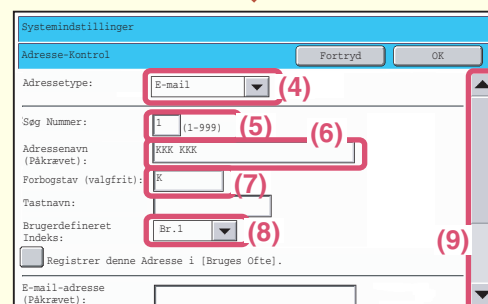 Systemindstillinger
Adresse-Kontrol Fortryd OK
Adressetype: E-mail (4)
Søg Nummer: 1 (1-999) (5)
(6)
Adressenavn KKK KKK
(Påkrævet):
Forbogstav (valgfrit): K (7)
Tastnavn:
Brugerdefineret Br.1 (8)
Indeks:
(9)
Registrer denne Adresse i [Bruges Ofte].
E-mail-adresse
(Påkrævet):